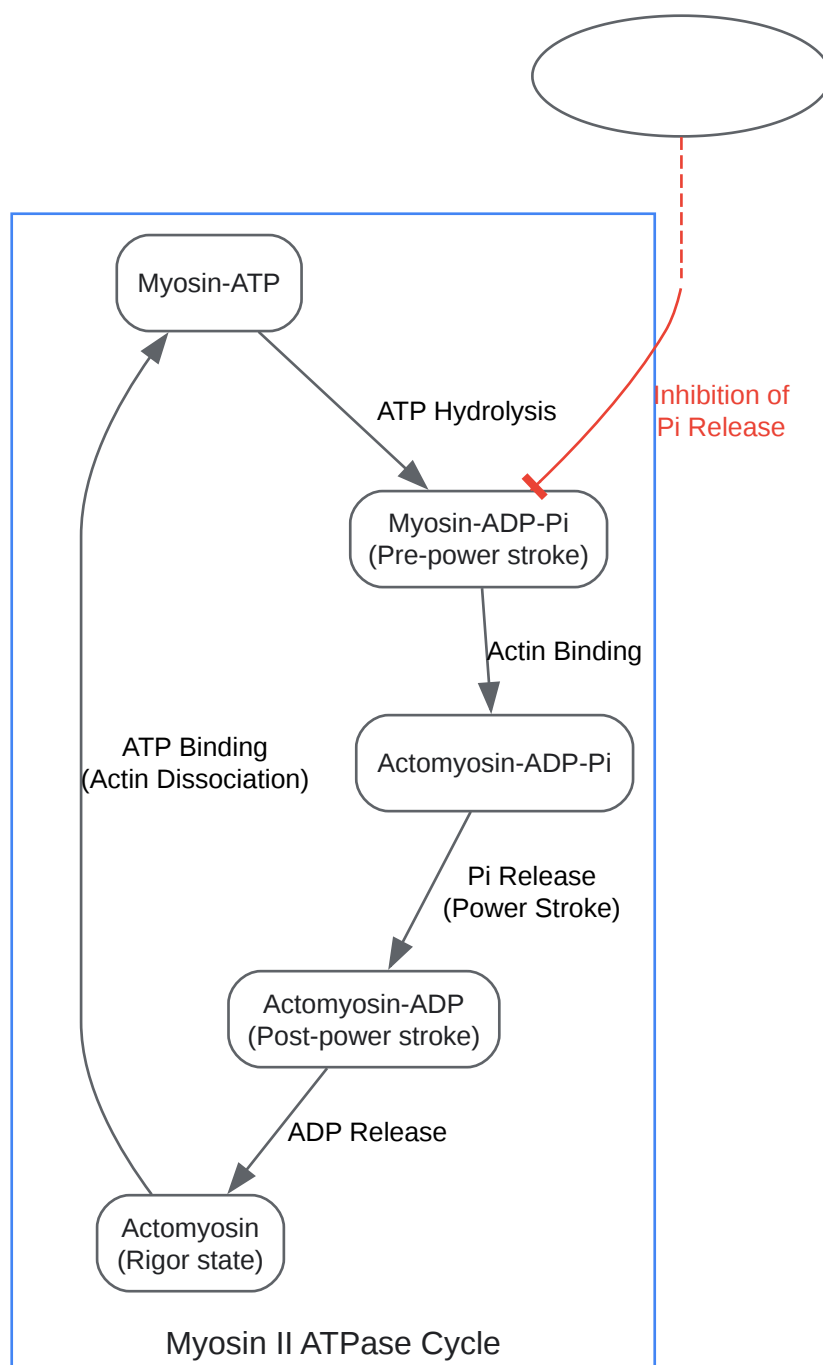 Myosin-ATP
ATP Hydrolysis
Inhibition of
Pi Release
Myosin-ADP-Pi
(Pre-power stroke)
Actin Binding
ATP Binding
(Actin Dissociation)
Actomyosin-ADP-Pi
Pi Release
(Power Stroke)
Actomyosin-ADP
(Post-power stroke)
ADP Release
Actomyosin
(Rigor state)
Myosin II ATPase Cycle